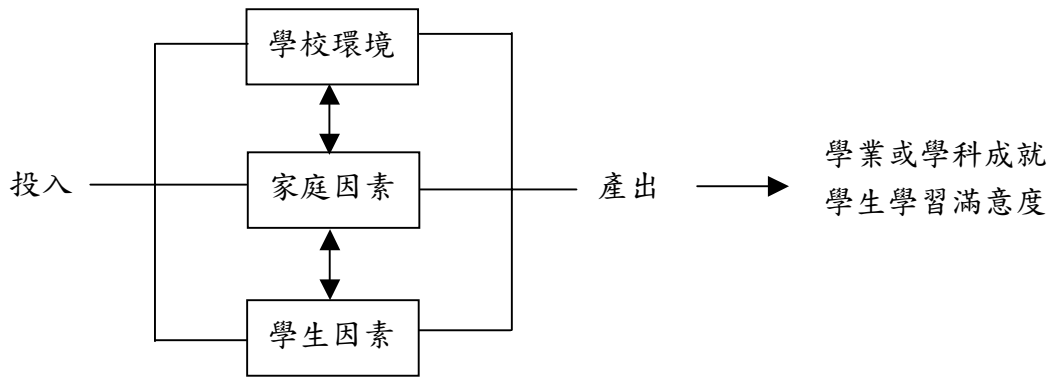 學校環境
投入
家庭因素
學生因素
產出
學業或學科成就
學生學習滿意度